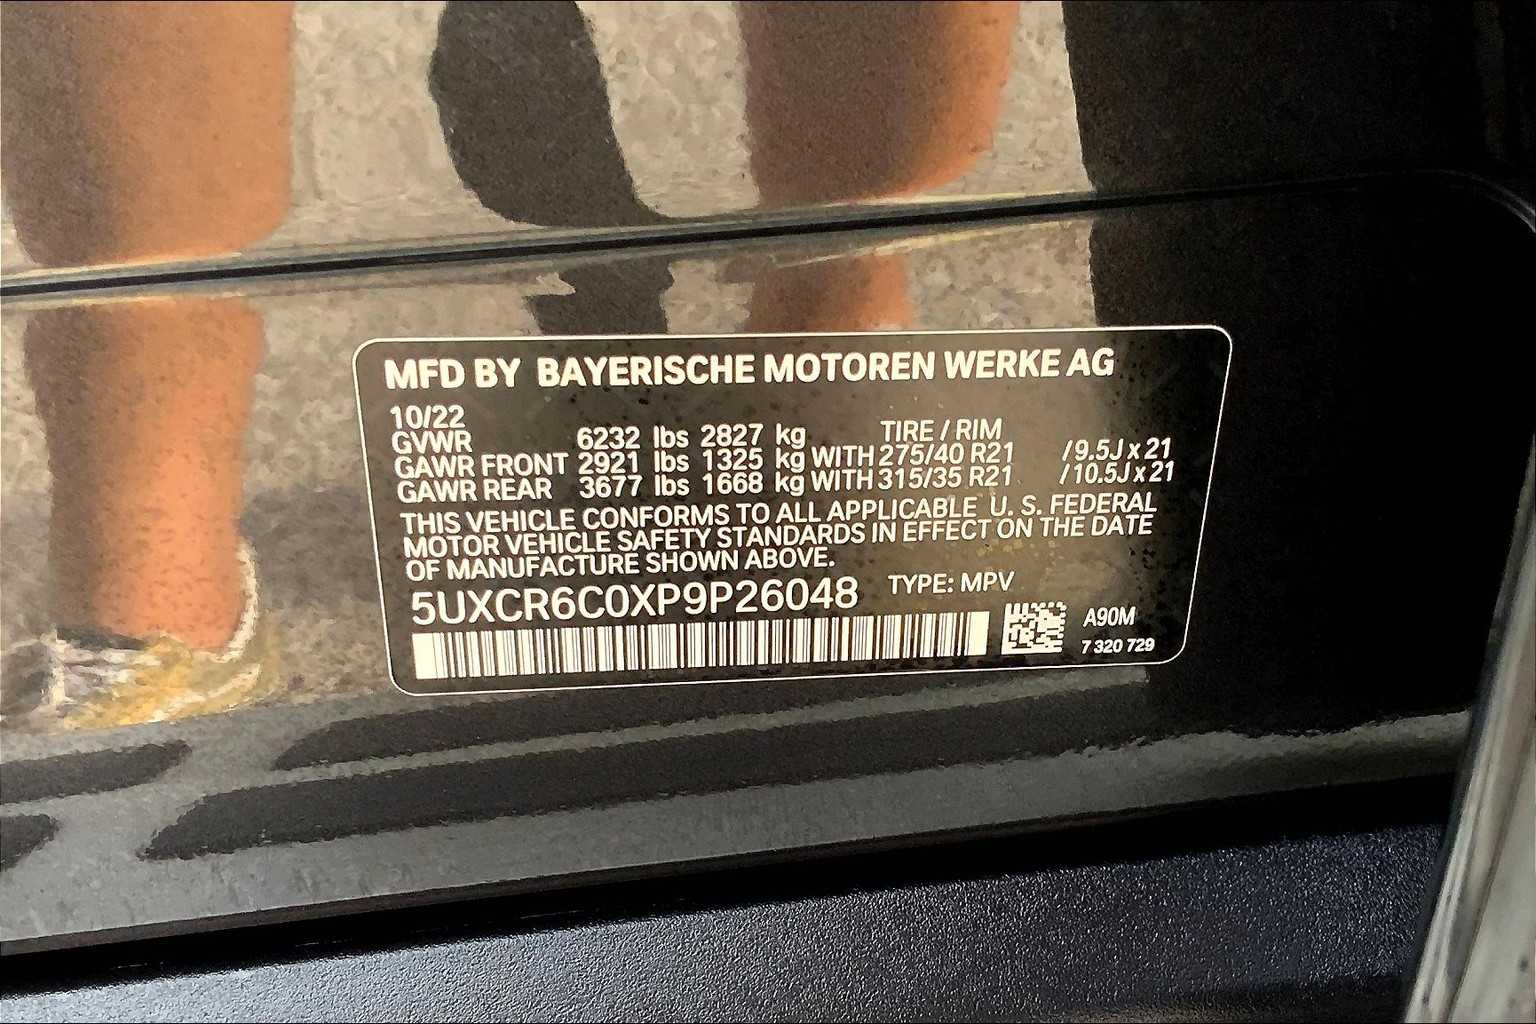 MFD BY BAYERISCHE MOTOREN WERKE AG
10/22
GVWR 6232 lbs 2827 kg TIRE / RIM
GAWR FRONT 2921 lbs 1325 kg WITH 275/40 R21 /9.5J x 21
GAWR REAR 3677 lbs 1668 kg WITH 315/35 R21 /10.5J x 21
THIS VEHICLE CONFORMS TO ALL APPLICABLE U. S. FEDERAL
MOTOR VEHICLE SAFETY STANDARDS IN EFFECT ON THE DATE
OF MANUFACTURE SHOWN ABOVE.
5UXCR6C0XP9P26048 TYPE: MPV
A90M
7 320 729